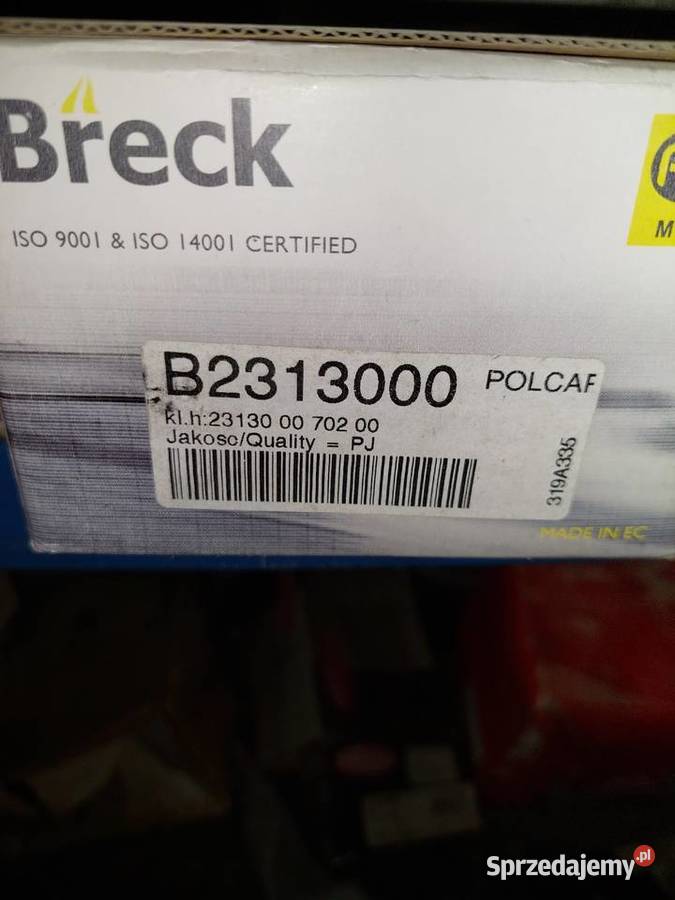 Breck
ISO 9001 & ISO 14001 CERTIFIED
M
B2313000
POLCAR
kl.h:23130 00 702 00
Jakosc/Quality = PJ
319A335
MADE IN EC
Sprzedajemy.pl